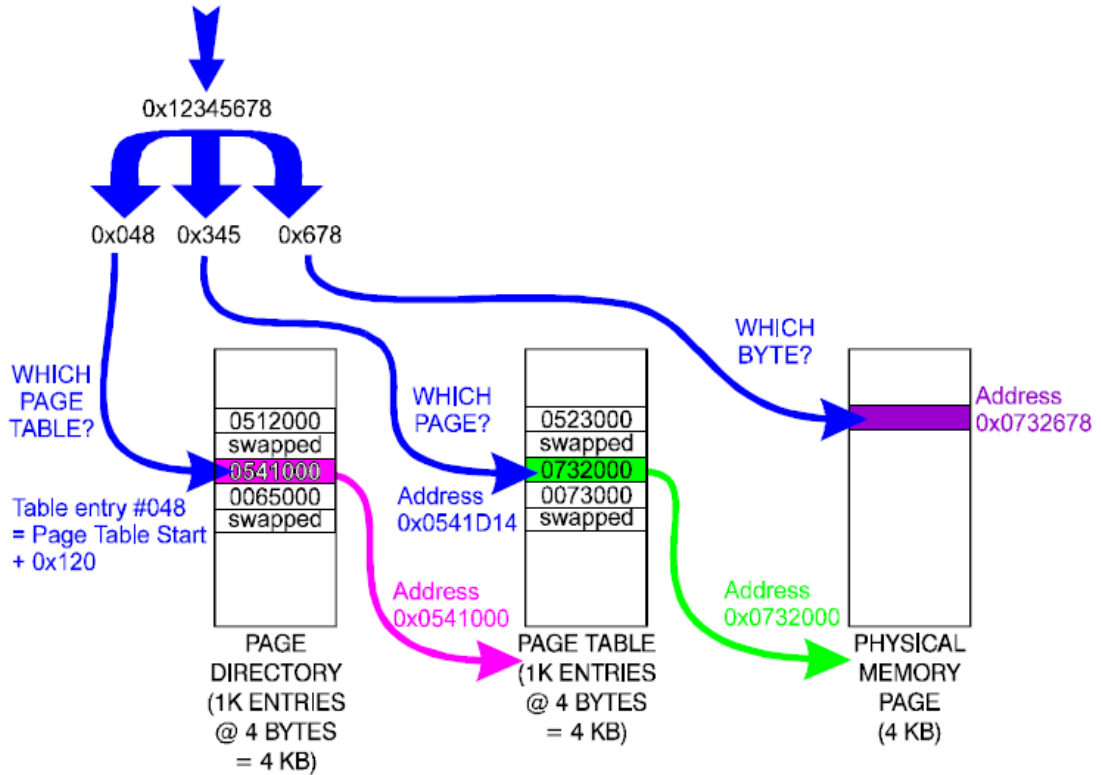 0x12345678
0x048
0x345
0x678
WHICH
PAGE
TABLE?
Table entry #048
= Page Table Start
+ 0x120
0512000
swapped
0541000
0065000
swapped
PAGE
DIRECTORY
(1K ENTRIES
@ 4 BYTES
= 4 KB)
Address
0x0541000
WHICH
PAGE?
Address
0x0541D14
0523000
swapped
0732000
0073000
swapped
PAGE TABLE
(1K ENTRIES
@ 4 BYTES
= 4 KB)
Address
0x0732000
WHICH
BYTE?
Address
0x0732678
PHYSICAL
MEMORY
PAGE
(4 KB)